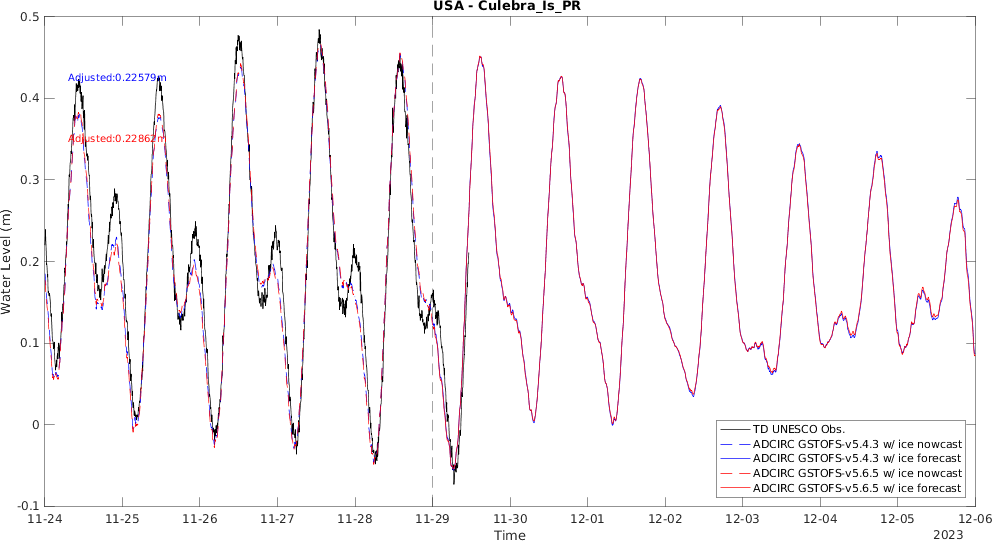 USA - Culebra_Is_PR
0.5
0.4
0.3
0.2
0.1
0
-0.1
Water Level (m)
Adjusted:0.22579m
Adjusted:0.22862m
TD UNESCO Obs.
ADCIRC GSTOFS-v5.4.3 w/ ice nowcast
ADCIRC GSTOFS-v5.4.3 w/ ice forecast
ADCIRC GSTOFS-v5.6.5 w/ ice nowcast
ADCIRC GSTOFS-v5.6.5 w/ ice forecast
11-24 11-25 11-26 11-27 11-28 11-29 11-30 12-01 12-02 12-03 12-04 12-05 12-06
Time
2023